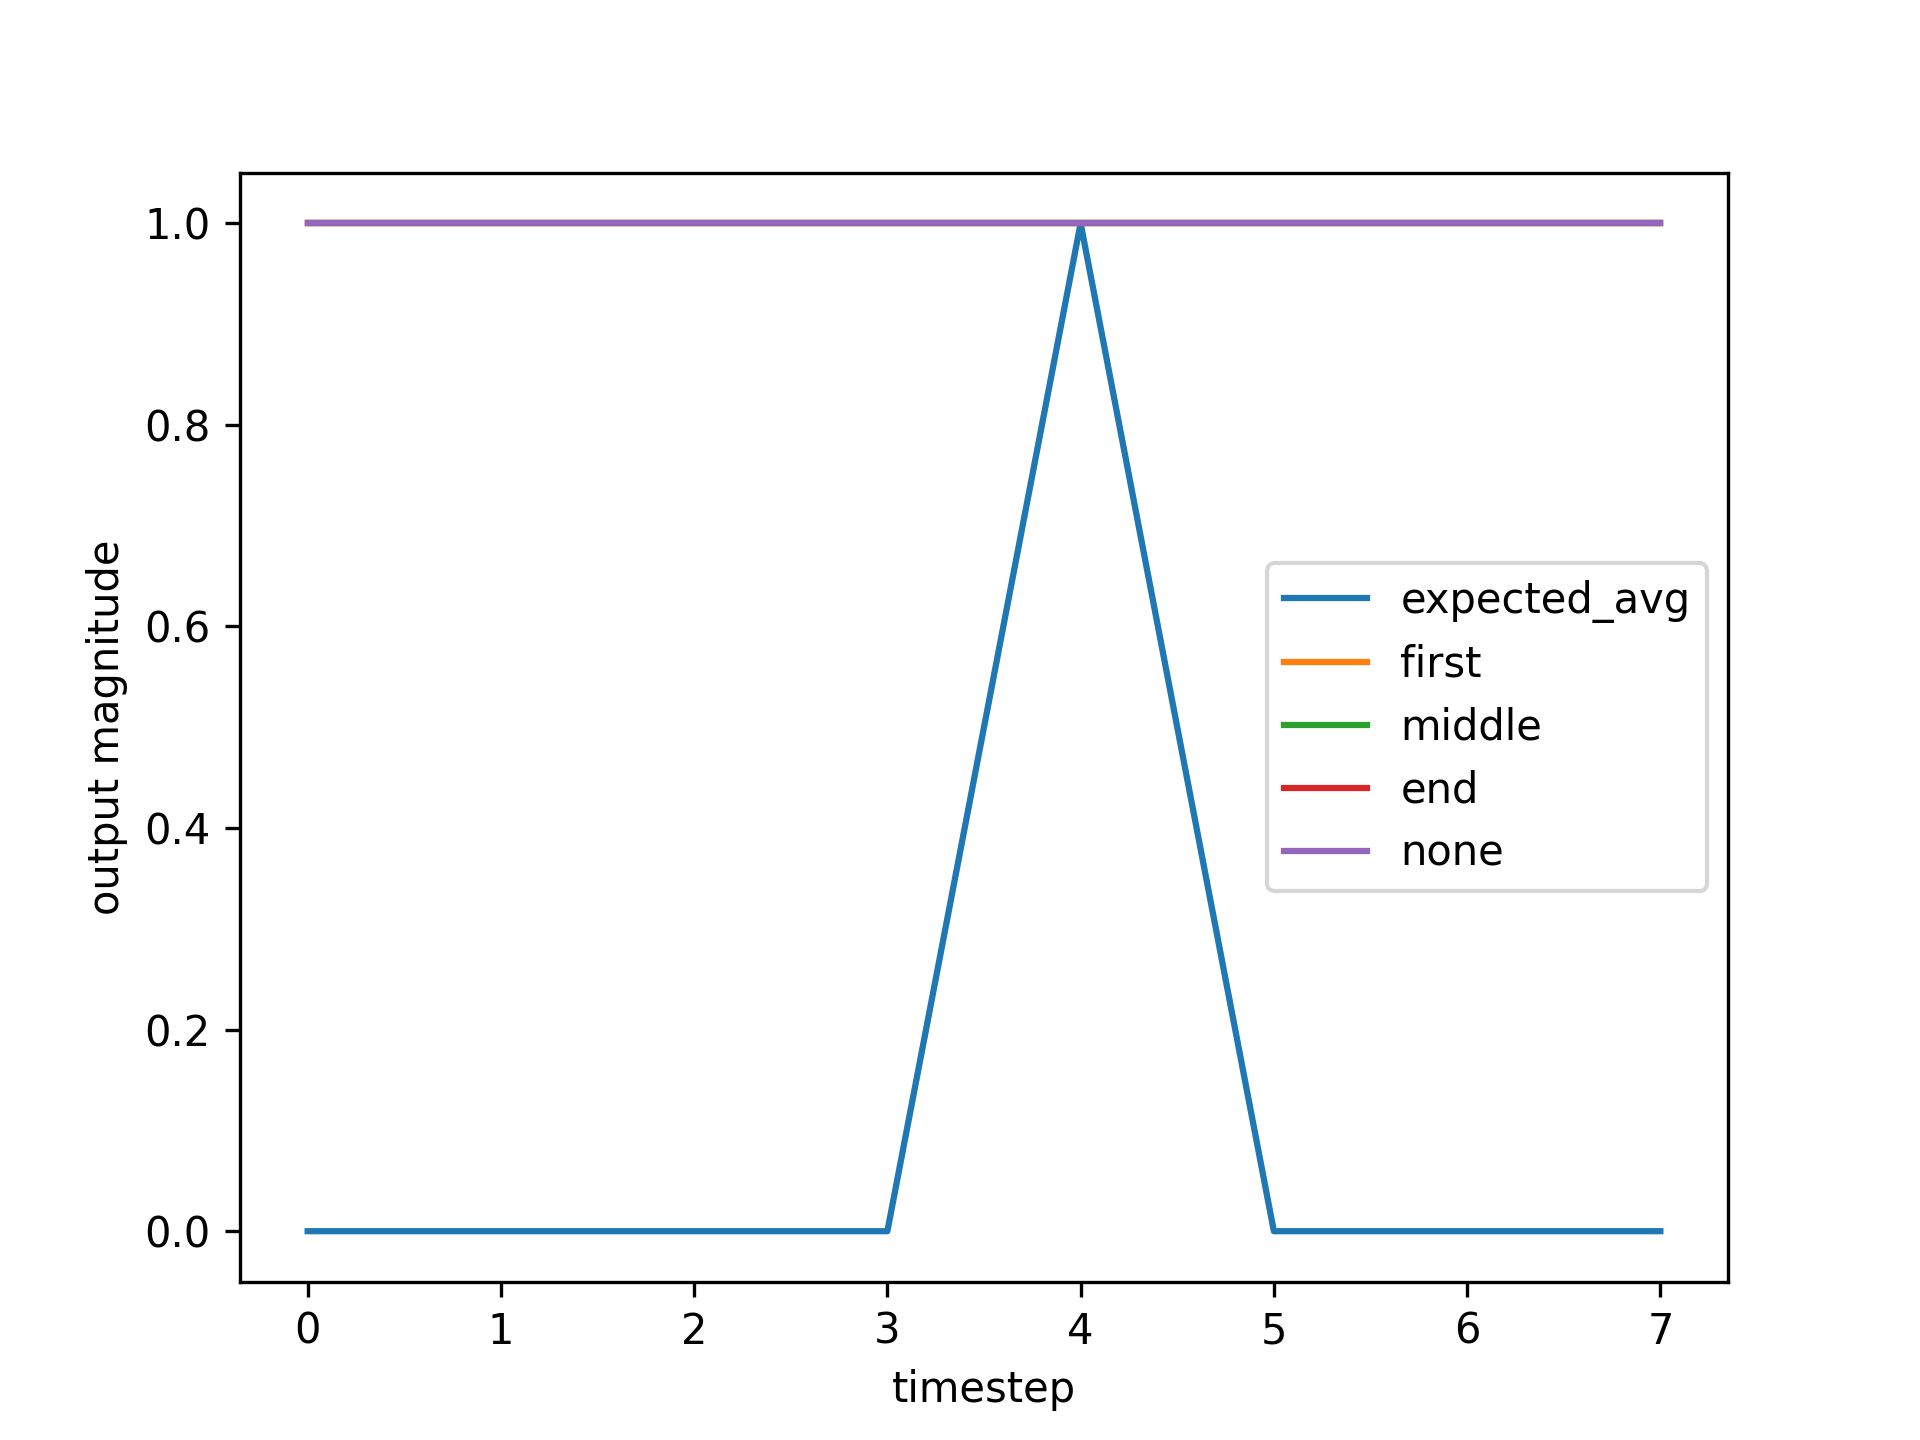 1.0
0.8
0.6
0.4
0.2
0.0
output magnitude
expected_avg
first
middle
end
none
0 1 2 3 4 5 6 7
timestep